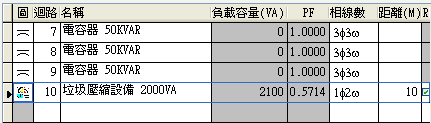 圖 迴路 名稱 負載容量(VA) PF 相線數 距離(M) R
7 電容器 50KVAR 0 1.0000 3ϕ3ω
8 電容器 50KVAR 0 1.0000 3ϕ3ω
9 電容器 50KVAR 0 1.0000 3ϕ3ω
10 垃圾壓縮設備 2000VA 2100 0.5714 1ϕ2ω 10